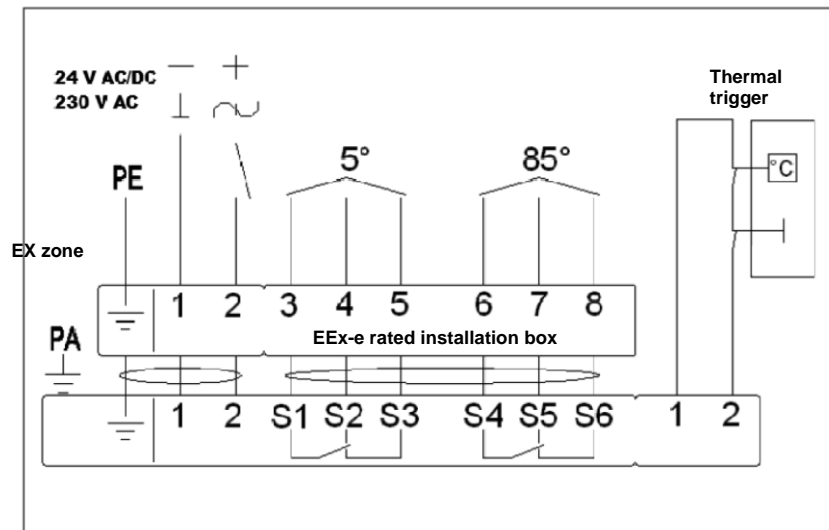 24 V AC/DC − +
230 V AC
Thermal
trigger
5°
85°
°C
PE
EX zone
1 2 3 4 5 6 7 8
EEx-e rated installation box
PA
1 2 S1 S2 S3 S4 S5 S6 1 2